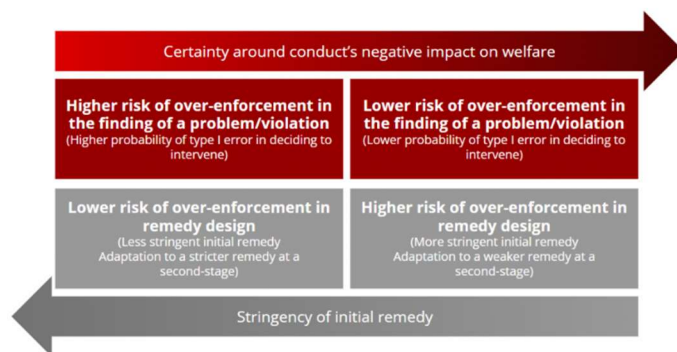 Certainty around conduct's negative impact on welfare
Higher risk of over-enforcement in
the finding of a problem/violation
(Higher probability of type I error in deciding to
intervene)
Lower risk of over-enforcement in
the finding of a problem/violation
(Lower probability of type I error in deciding to
intervene)
Lower risk of over-enforcement in
remedy design
(Less stringent initial remedy
Adaptation to a stricter remedy at a
second-stage)
Higher risk of over-enforcement in
remedy design
(More stringent initial remedy
Adaptation to a weaker remedy at a
second-stage)
Stringency of initial remedy